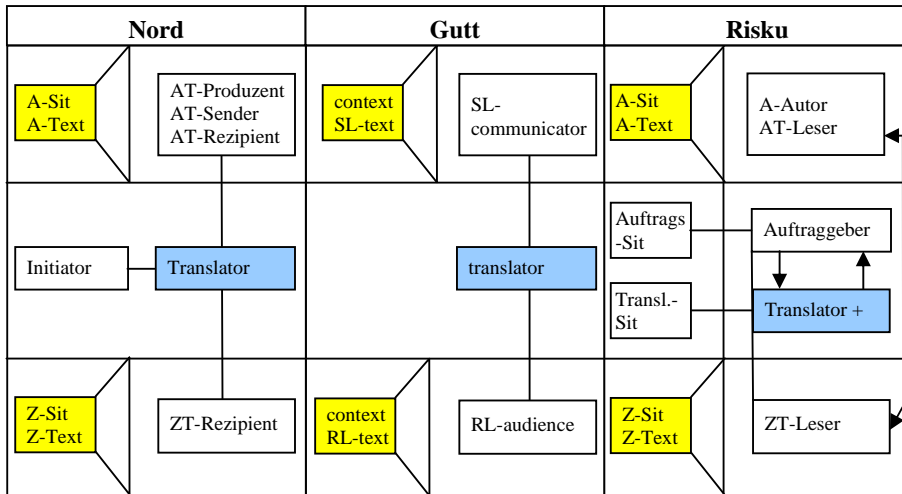 Nord
Gutt
Risku
A-Sit
A-Text
AT-Produzent
AT-Sender
AT-Rezipient
context
SL-text
SL-
communicator
A-Sit
A-Text
A-Autor
AT-Leser
Initiator
Translator
translator
Auftrags
-Sit
Auftraggeber
Transl.-
Sit
Translator +
Z-Sit
Z-Text
ZT-Rezipient
context
RL-text
RL-audience
Z-Sit
Z-Text
ZT-Leser